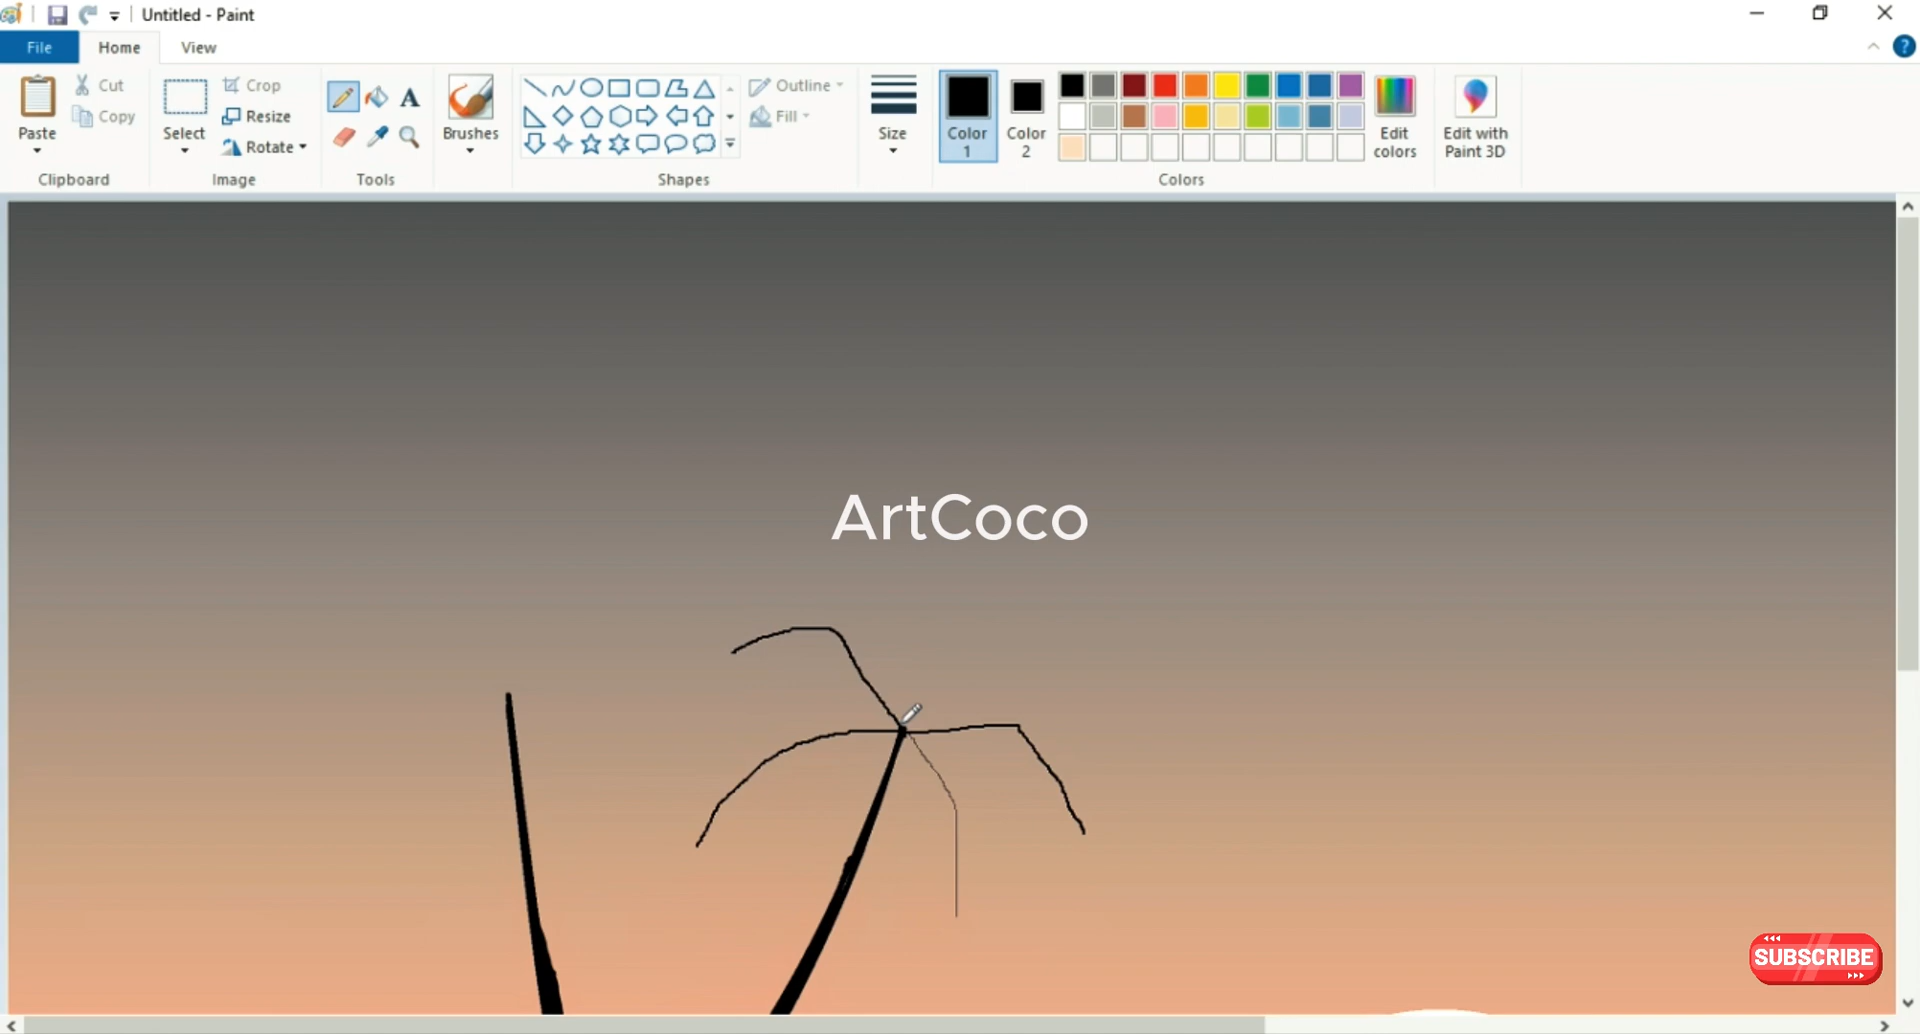 Untitled - Paint
File Home View
Paste
Cut
Copy
Clipboard
Select
Crop
Resize
Rotate
Image
A
Tools
Brushes
Shapes
Outline
Fill
Size
Color 1
Color 2
Edit colors
Colors
Edit with Paint 3D
?
ArtCoco
SUBSCRIBE